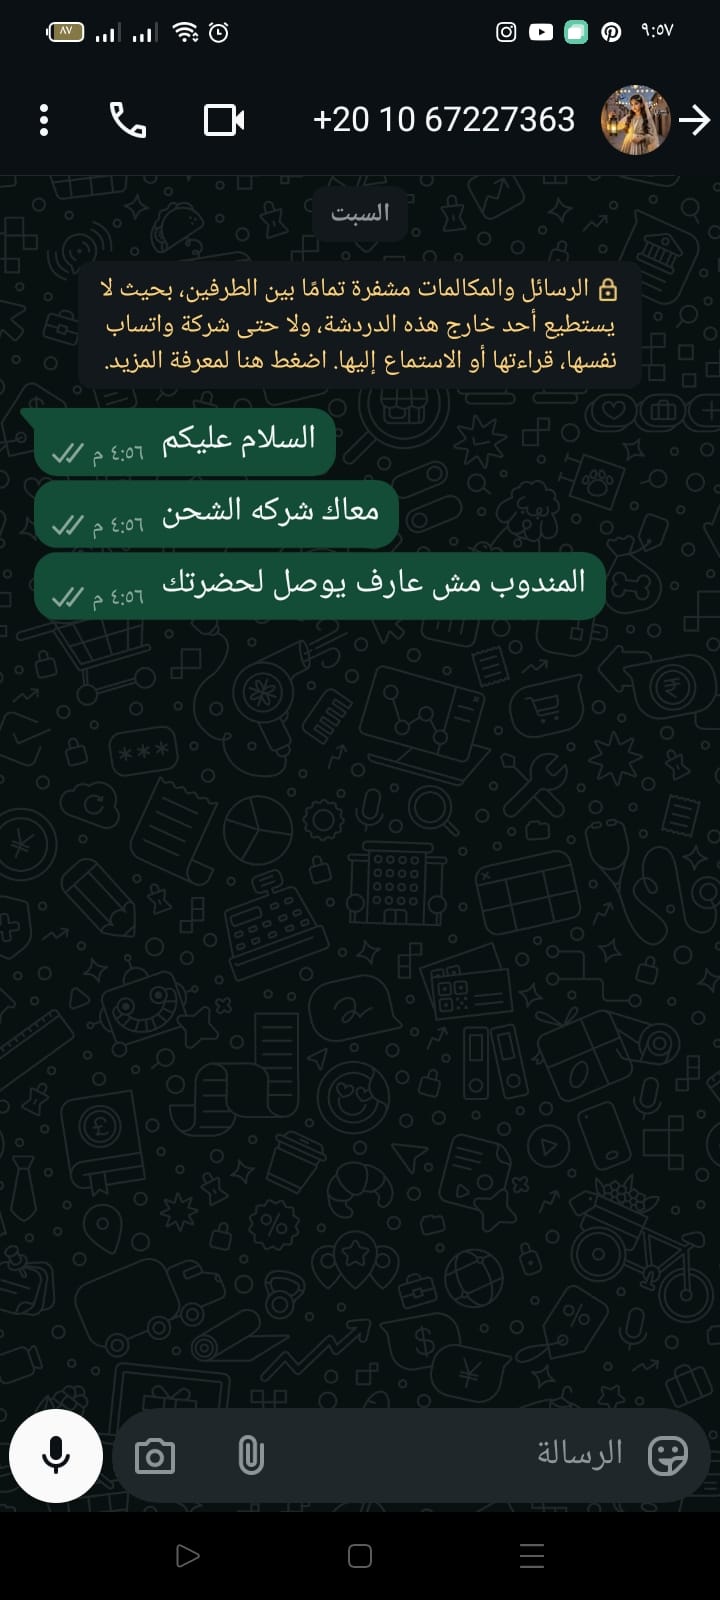 ٩:٥٧
٨٧
+20 10 67227363
السبت
الرسائل والمكالمات مشفرة تمامًا بين الطرفين، بحيث لا
يستطيع أحد خارج هذه الدردشة، ولا حتى شركة واتساب
نفسها، قراءتها أو الاستماع إليها. اضغط هنا لمعرفة المزيد.
السلام عليكم
٤:٥٦ م
معاك شركه الشحن
٤:٥٦ م
المندوب مش عارف يوصل لحضرتك
٤:٥٦ م
الرسالة